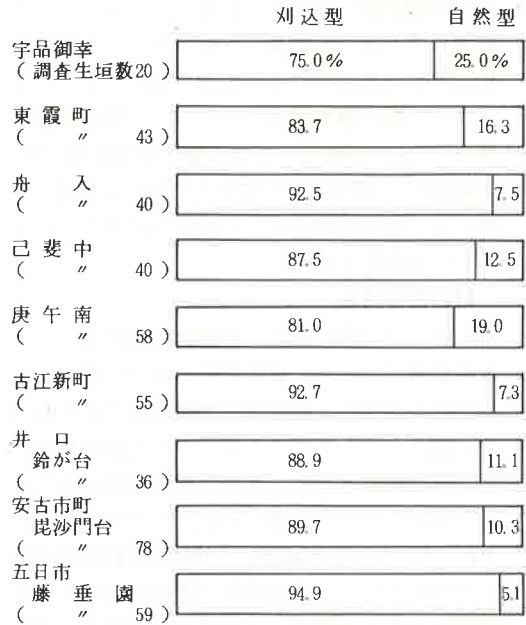 刈込型 自然型
宇品御幸
(調査生垣数20) 75.0% 25.0%
東霞町
(〃 43) 83.7 16.3
舟入
(〃 40) 92.5 7.5
己斐中
(〃 40) 87.5 12.5
庚午南
(〃 58) 81.0 19.0
古江新町
(〃 55) 92.7 7.3
井口
鈴が台
(〃 36) 88.9 11.1
安古市町
毘沙門台
(〃 78) 89.7 10.3
五日市
藤垂園
(〃 59) 94.9 5.1